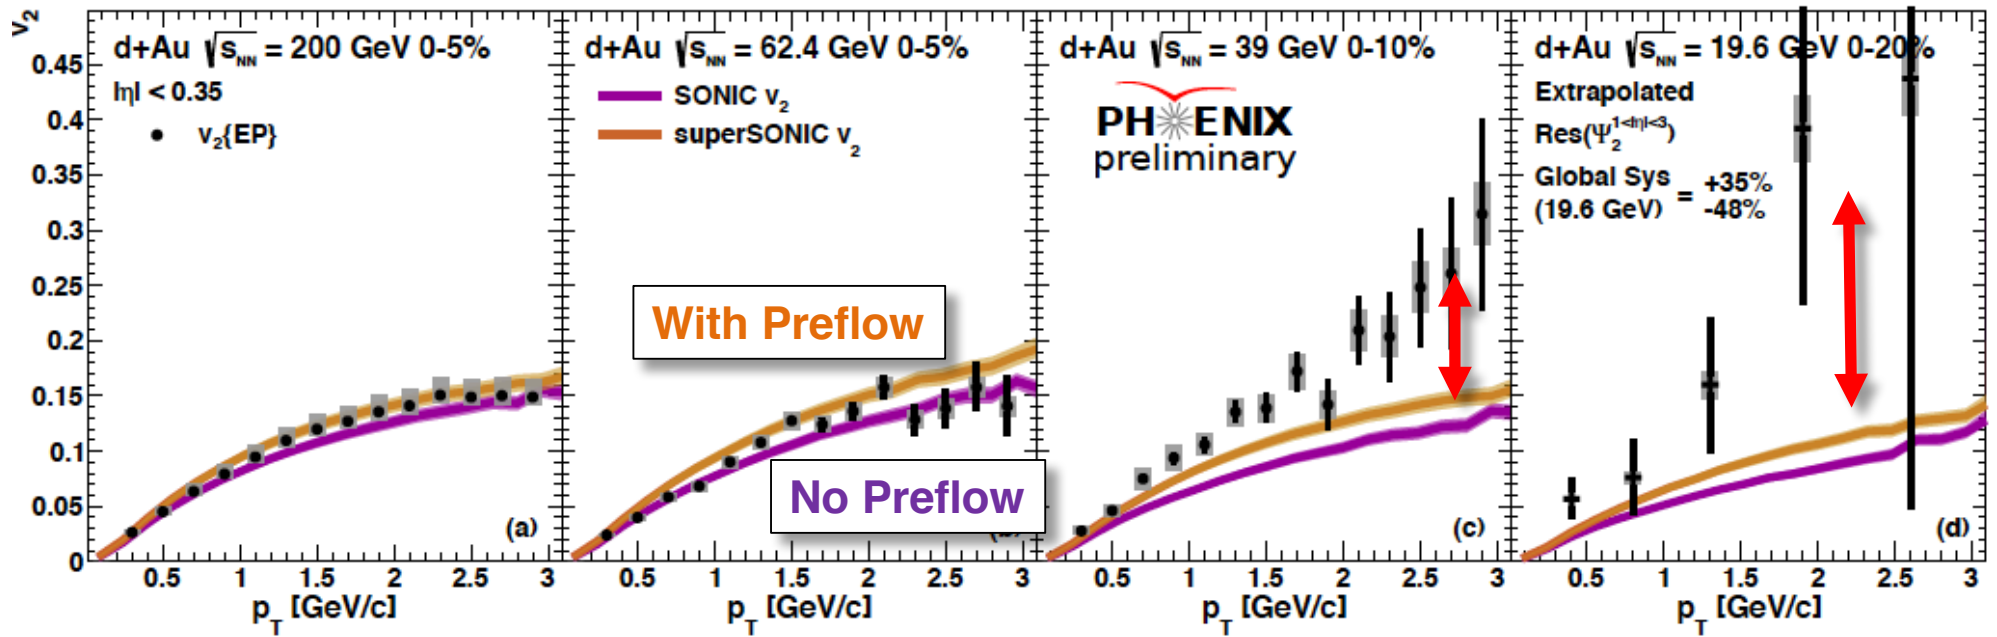 v₂
d+Au √sNN = 200 GeV 0-5%
|η| < 0.35
v₂{EP}
(a)
d+Au √sNN = 62.4 GeV 0-5%
SONIC v₂
superSONIC v₂
With Preflow
No Preflow
d+Au √sNN = 39 GeV 0-10%
PHENIX
preliminary
(c)
d+Au √sNN = 19.6 GeV 0-20%
Extrapolated
Res(Ψ₂^1<|η|<3)
Global Sys
(19.6 GeV) = +35%
-48%
(d)
0.45
0.4
0.35
0.3
0.25
0.2
0.15
0.1
0.05
0
0.5 1 1.5 2 2.5 3
0.5 1 1.5 2 2.5 3
0.5 1 1.5 2 2.5 3
0.5 1 1.5 2 2.5 3
pT [GeV/c]
pT [GeV/c]
pT [GeV/c]
pT [GeV/c]